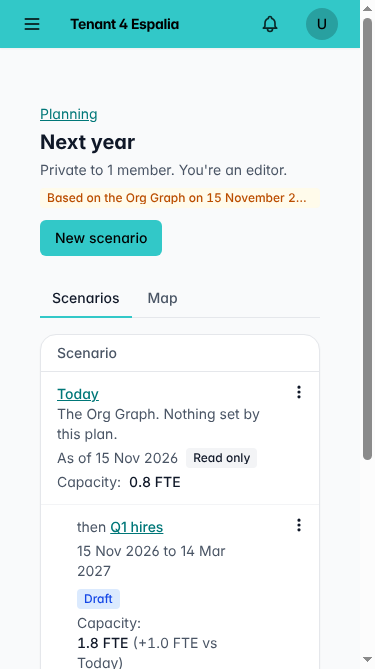 Tenant 4 Espalia
U
Planning
Next year
Private to 1 member. You're an editor.
Based on the Org Graph on 15 November 2...
New scenario
Scenarios
Map
Scenario
Today
The Org Graph. Nothing set by
this plan.
As of 15 Nov 2026
Read only
Capacity: 0.8 FTE
then Q1 hires
15 Nov 2026 to 14 Mar
2027
Draft
Capacity:
1.8 FTE (+1.0 FTE vs
Today)